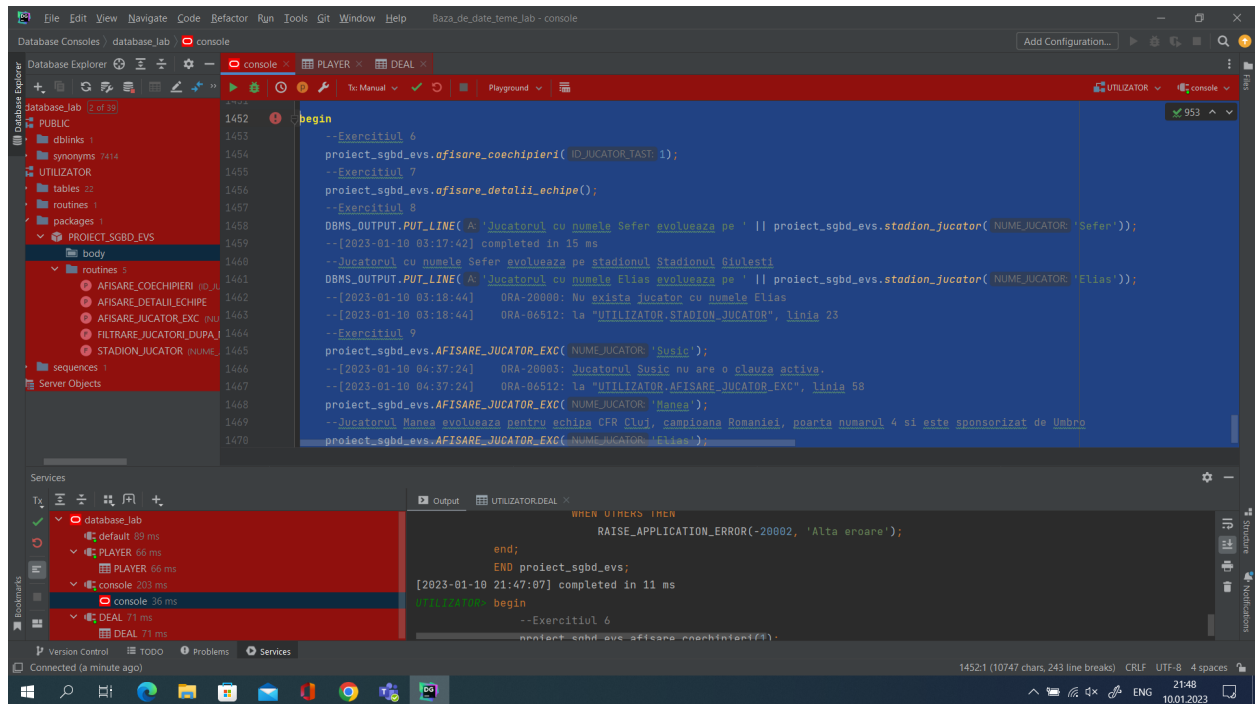 File Edit View Navigate Code Refactor Run Tools Git Window Help Baza_de_date_teme_lab - console
Database Consoles database_lab console Add Configuration...
Database Explorer
console PLAYER DEAL
Tx: Manual Playground UTILIZATOR console
database_lab 2 of 39
PUBLIC
dblinks 1
synonyms 7414
UTILIZATOR
tables 22
routines 1
packages 1
PROIECT_SGBD_EVS
body
routines 5
AFISARE_COECHIPIERI (ID_JU
AFISARE_DETALII_ECHIPE
AFISARE_JUCATOR_EXC (NU
FILTRARE_JUCATORI_DUPA_
STADION_JUCATOR (NUME_
sequences 1
Server Objects
953
1452 begin
1453 --Exercitiul 6
1454 proiect_sgbd_evs.afisare_coechipieri( ID_JUCATOR_TAST: 1);
1455 --Exercitiul 7
1456 proiect_sgbd_evs.afisare_detalii_echipe();
1457 --Exercitiul 8
1458 DBMS_OUTPUT.PUT_LINE( A: 'Jucatorul cu numele Sefer evolueaza pe ' || proiect_sgbd_evs.stadion_jucator( NUME_JUCATOR: 'Sefer'));
1459 --[2023-01-10 03:17:42] completed in 15 ms
1460 --Jucatorul cu numele Sefer evolueaza pe stadionul Stadionul Giulesti
1461 DBMS_OUTPUT.PUT_LINE( A: 'Jucatorul cu numele Elias evolueaza pe ' || proiect_sgbd_evs.stadion_jucator( NUME_JUCATOR: 'Elias'));
1462 --[2023-01-10 03:18:44] ORA-20000: Nu exista jucator cu numele Elias
1463 --[2023-01-10 03:18:44] ORA-06512: la "UTILIZATOR.STADION_JUCATOR", linia 23
1464 --Exercitiul 9
1465 proiect_sgbd_evs.AFISARE_JUCATOR_EXC( NUME_JUCATOR: 'Susic');
1466 --[2023-01-10 04:37:24] ORA-20003: Jucatorul Susic nu are o clauza activa.
1467 --[2023-01-10 04:37:24] ORA-06512: la "UTILIZATOR.AFISARE_JUCATOR_EXC", linia 58
1468 proiect_sgbd_evs.AFISARE_JUCATOR_EXC( NUME_JUCATOR: 'Manea');
1469 --Jucatorul Manea evolueaza pentru echipa CFR Cluj, campioana Romaniei, poarta numarul 4 si este sponsorizat de Umbro
1470 proiect_sgbd_evs.AFISARE_JUCATOR_EXC( NUME_JUCATOR: 'Elias');
Database
Bookmarks
Files
Structure
Notifications
Services
Tx
database_lab
default 89 ms
PLAYER 66 ms
PLAYER 66 ms
console 203 ms
console 36 ms
DEAL 71 ms
DEAL 71 ms
Output UTILIZATOR.DEAL
WHEN OTHERS THEN
RAISE_APPLICATION_ERROR(-20002, 'Alta eroare');
end;
END proiect_sgbd_evs;
[2023-01-10 21:47:07] completed in 11 ms
UTILIZATOR> begin
--Exercitiul 6
proiect_sgbd_evs.afisare_coechipieri(1);
Version Control TODO Problems Services
Connected (a minute ago) 1452:1 (10747 chars, 243 line breaks) CRLF UTF-8 4 spaces
ENG 21:48
10.01.2023